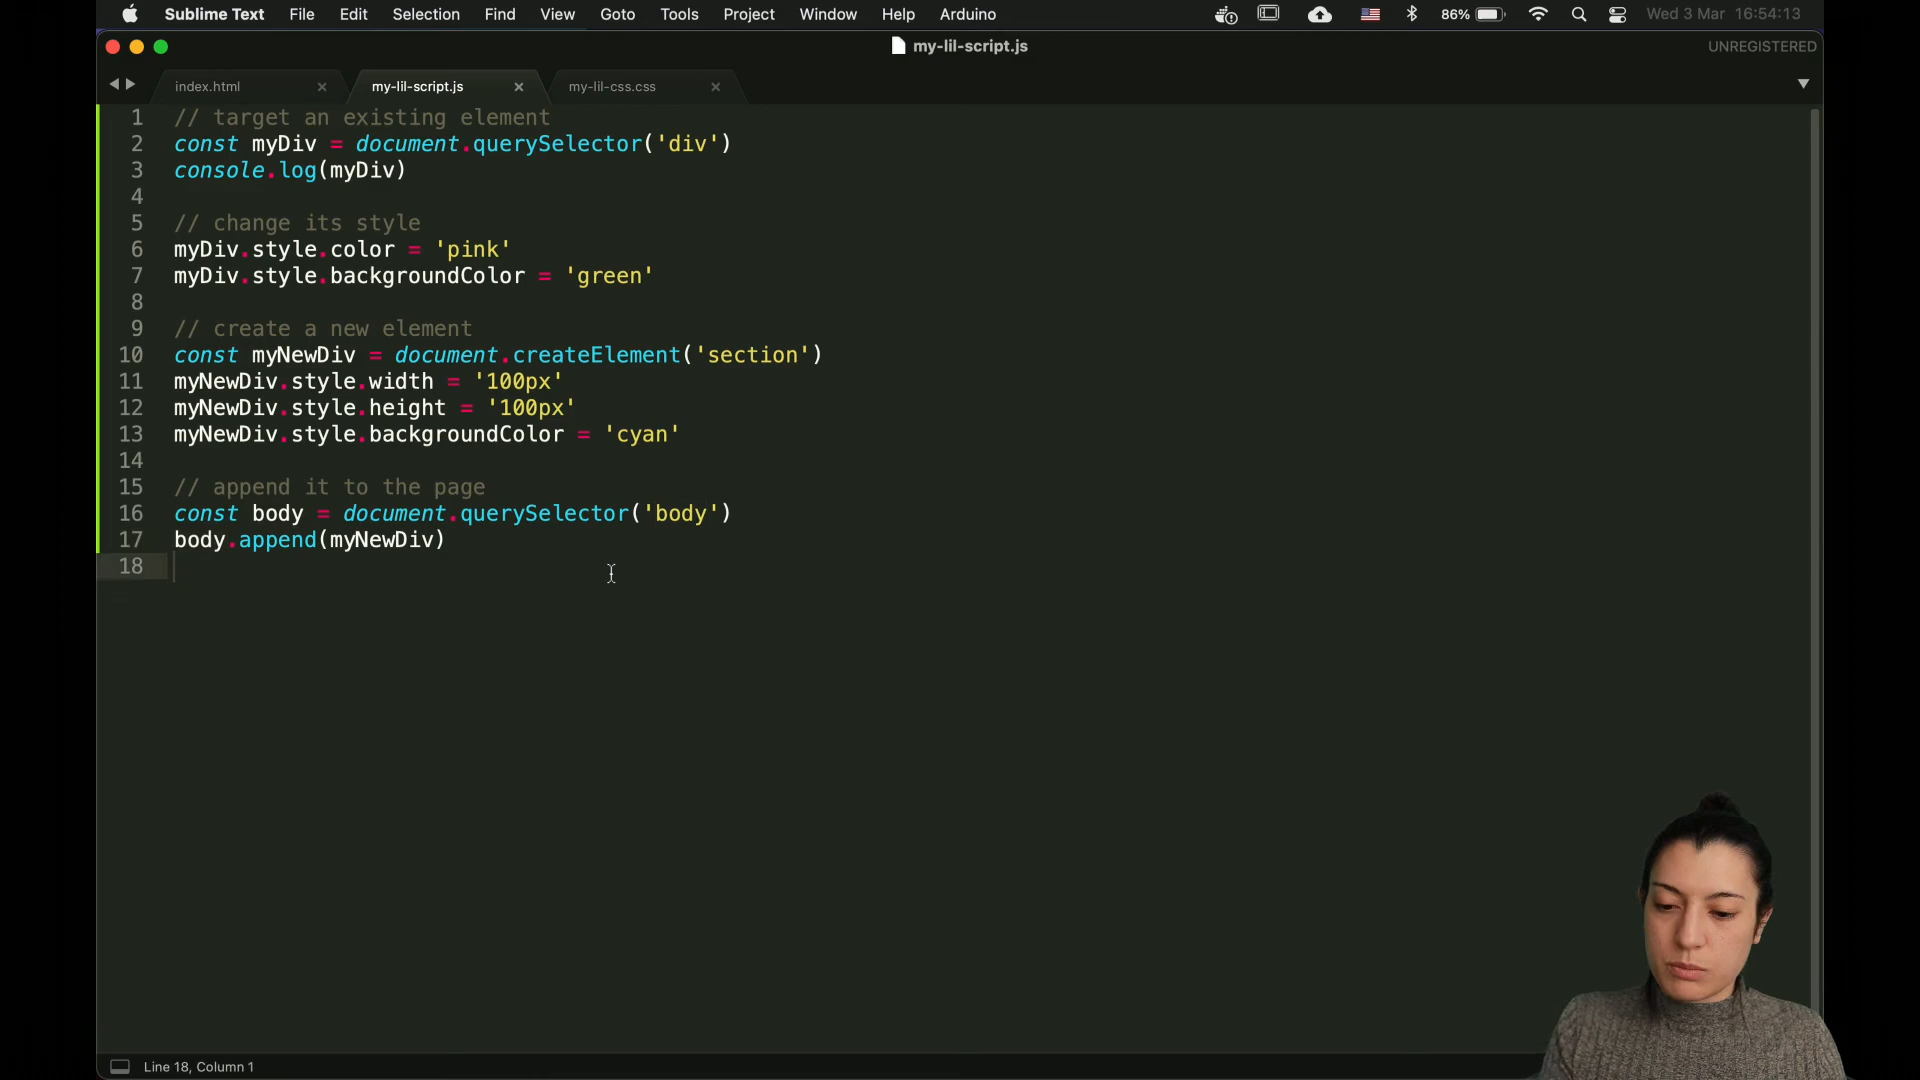 Sublime Text File Edit Selection Find View Goto Tools Project Window Help Arduino 86% Wed 3 Mar 16:54:13
my-lil-script.js UNREGISTERED
index.html my-lil-script.js my-lil-css.css
1 // target an existing element
2 const myDiv = document.querySelector('div')
3 console.log(myDiv)
4
5 // change its style
6 myDiv.style.color = 'pink'
7 myDiv.style.backgroundColor = 'green'
8
9 // create a new element
10 const myNewDiv = document.createElement('section')
11 myNewDiv.style.width = '100px'
12 myNewDiv.style.height = '100px'
13 myNewDiv.style.backgroundColor = 'cyan'
14
15 // append it to the page
16 const body = document.querySelector('body')
17 body.append(myNewDiv)
18
Line 18, Column 1